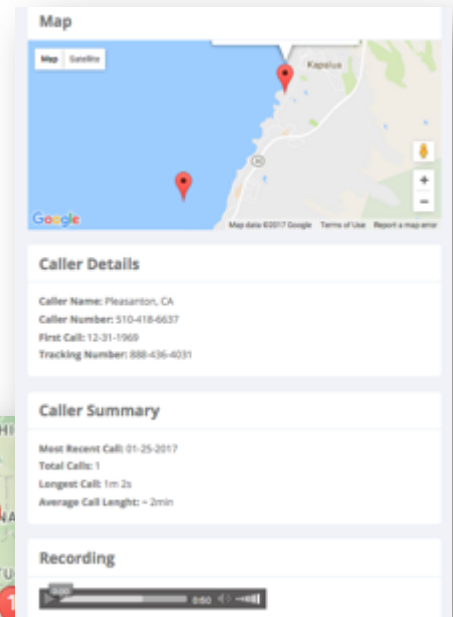 Map
Map Satellite
Kapalua
30
Google
Map data ©2017 Google Terms of Use Report a map error
Caller Details
Caller Name: Pleasanton, CA
Caller Number: 510-418-6637
First Call: 12-31-1969
Tracking Number: 888-436-4031
Caller Summary
Most Recent Call: 01-25-2017
Total Calls: 1
Longest Call: 1m 2s
Average Call Lenght: ~ 2min
Recording
0:00
0:50